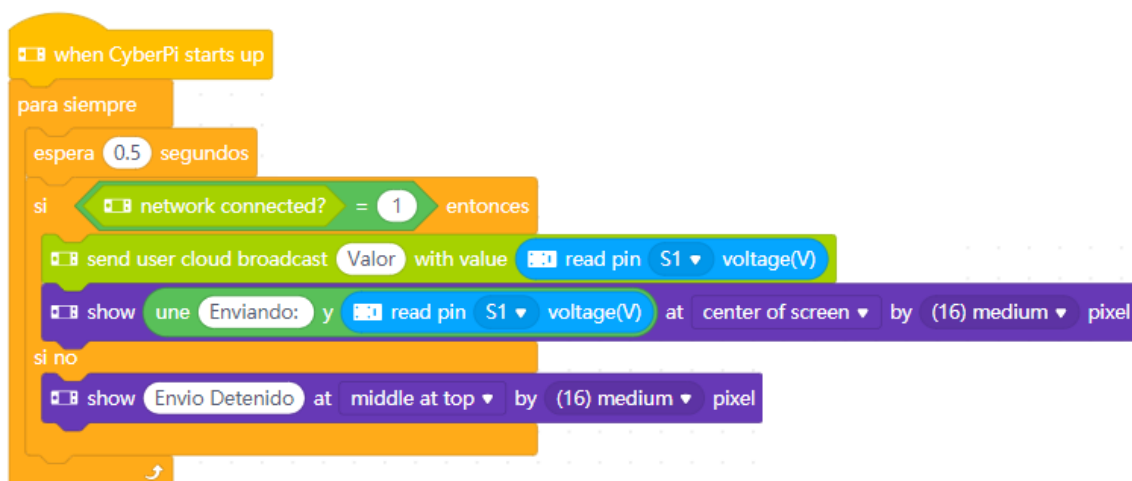 when CyberPi starts up
para siempre
espera 0.5 segundos
si network connected? = 1 entonces
send user cloud broadcast Valor with value read pin S1 voltage(V)
show une Enviando: y read pin S1 voltage(V) at center of screen by (16) medium pixel
si no
show Envio Detenido at middle at top by (16) medium pixel